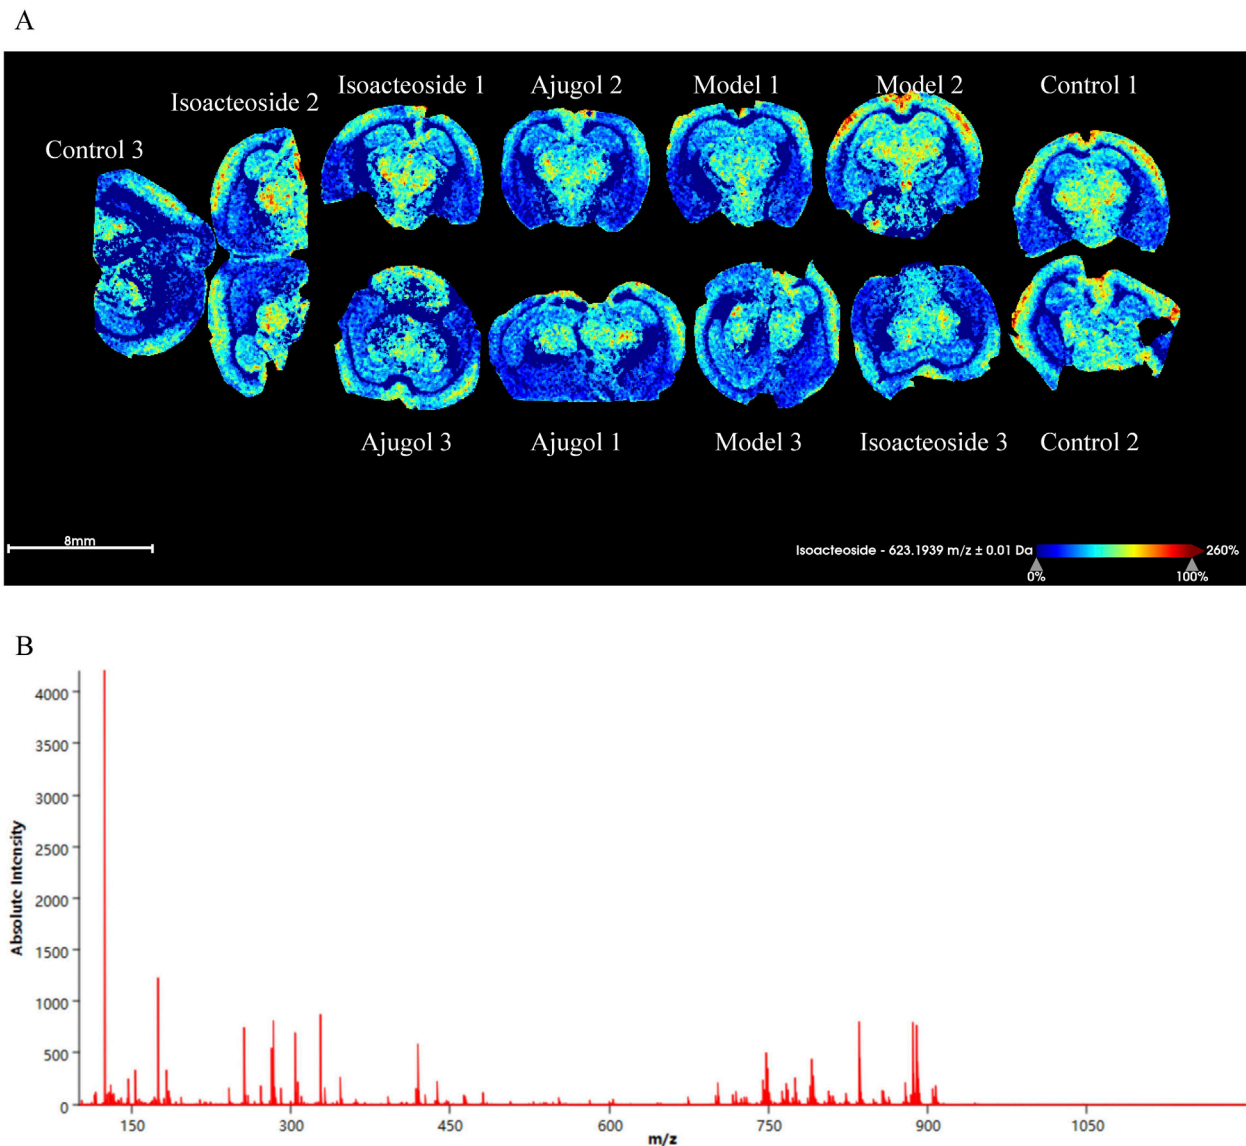 A
Isoacteoside 1
Ajugol 2
Model 1
Model 2
Control 1
Isoacteoside 2
Control 3
Ajugol 3
Ajugol 1
Model 3
Isoacteoside 3
Control 2
8mm
Isoacteoside - 623.1939 m/z ± 0.01 Da
260%
0%
100%
B
4000
3500
3000
2500
2000
1500
1000
500
0
Absolute Intensity
150
300
450
600
750
900
1050
m/z